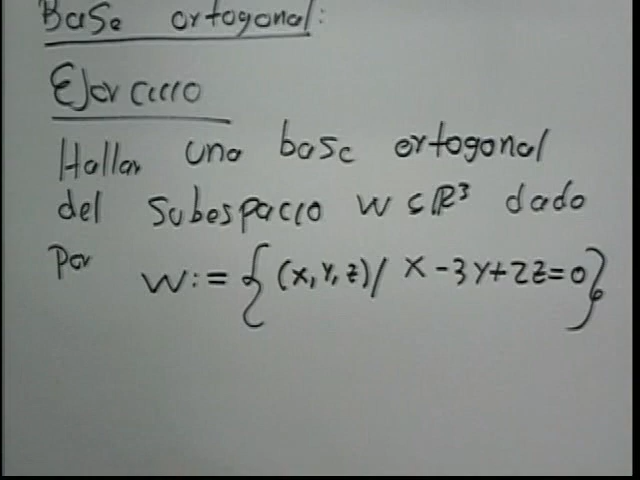 Base ortogonal:
Ejercicio
Hallar una base ortogonal
del subespacio W ⊂ ℝ³ dado
por W := { (x, y, z) / x - 3y + 2z = 0 }